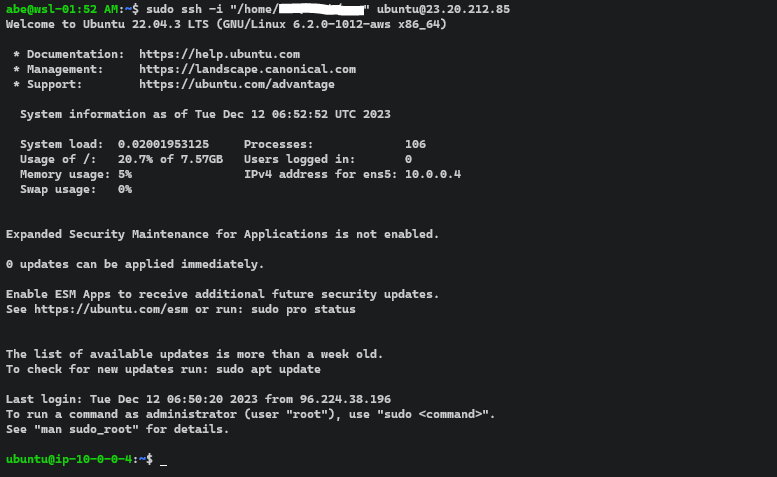 abe@wsl-01:52 AM:~$ sudo ssh -i "/home/ " ubuntu@23.20.212.85
Welcome to Ubuntu 22.04.3 LTS (GNU/Linux 6.2.0-1012-aws x86_64)
* Documentation: https://help.ubuntu.com
* Management: https://landscape.canonical.com
* Support: https://ubuntu.com/advantage
System information as of Tue Dec 12 06:52:52 UTC 2023
System load: 0.02001953125 Processes: 106
Usage of /: 20.7% of 7.57GB Users logged in: 0
Memory usage: 5% IPv4 address for ens5: 10.0.0.4
Swap usage: 0%
Expanded Security Maintenance for Applications is not enabled.
0 updates can be applied immediately.
Enable ESM Apps to receive additional future security updates.
See https://ubuntu.com/esm or run: sudo pro status
The list of available updates is more than a week old.
To check for new updates run: sudo apt update
Last login: Tue Dec 12 06:50:20 2023 from 96.224.38.196
To run a command as administrator (user "root"), use "sudo <command>".
See "man sudo_root" for details.
ubuntu@ip-10-0-0-4:~$ _